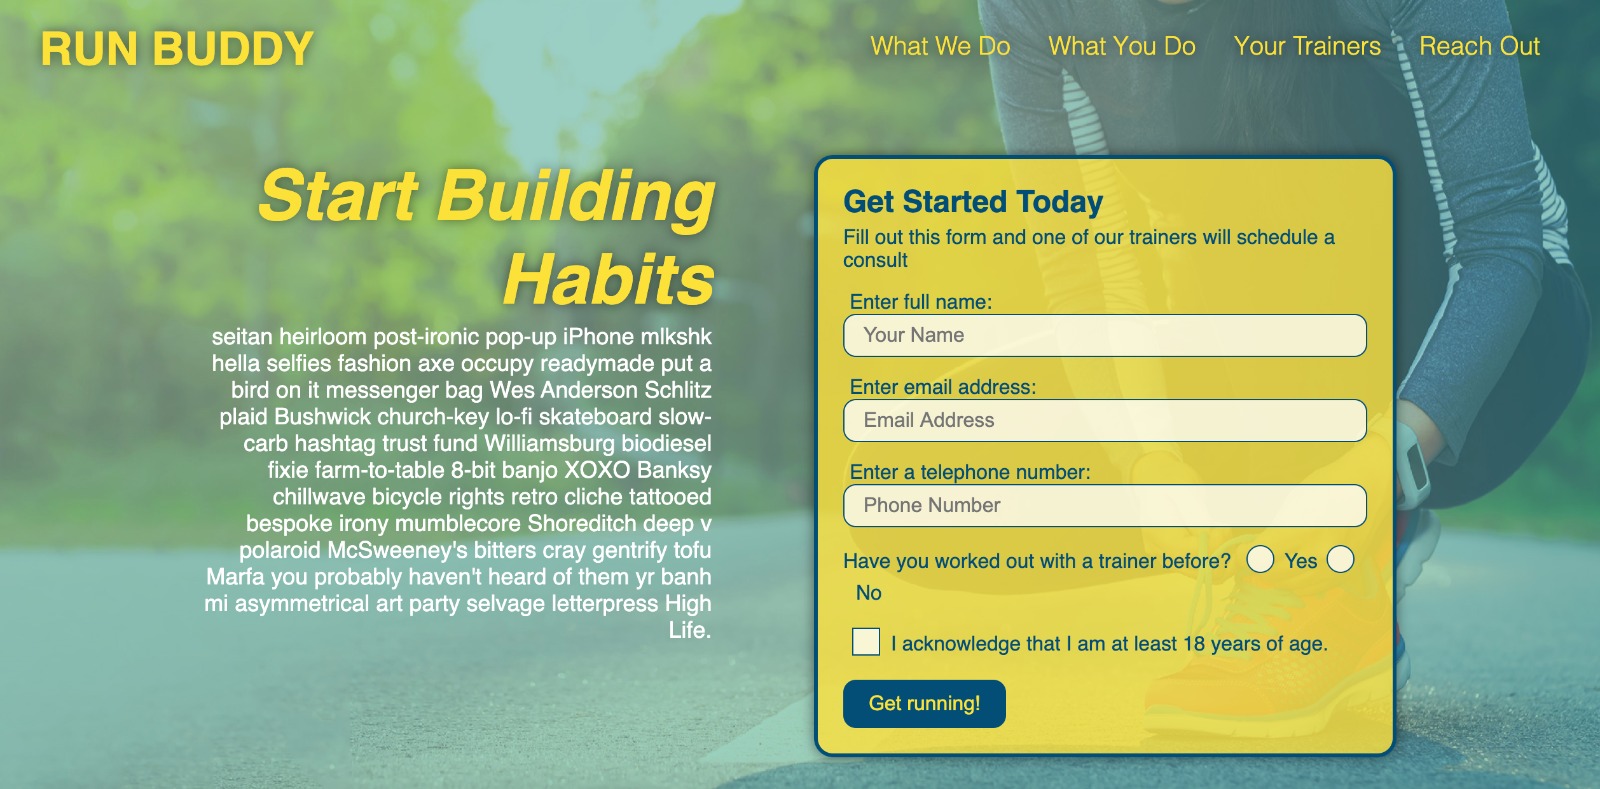 RUN BUDDY
What We Do What You Do Your Trainers Reach Out
Start Building
Habits
seitan heirloom post-ironic pop-up iPhone mlkshk
hella selfies fashion axe occupy readymade put a
bird on it messenger bag Wes Anderson Schlitz
plaid Bushwick church-key lo-fi skateboard slow-
carb hashtag trust fund Williamsburg biodiesel
fixie farm-to-table 8-bit banjo XOXO Banksy
chillwave bicycle rights retro cliche tattooed
bespoke irony mumblecore Shoreditch deep v
polaroid McSweeney's bitters cray gentrify tofu
Marfa you probably haven't heard of them yr banh
mi asymmetrical art party selvage letterpress High
Life.
Get Started Today
Fill out this form and one of our trainers will schedule a
consult
Enter full name:
Your Name
Enter email address:
Email Address
Enter a telephone number:
Phone Number
Have you worked out with a trainer before? Yes
No
I acknowledge that I am at least 18 years of age.
Get running!